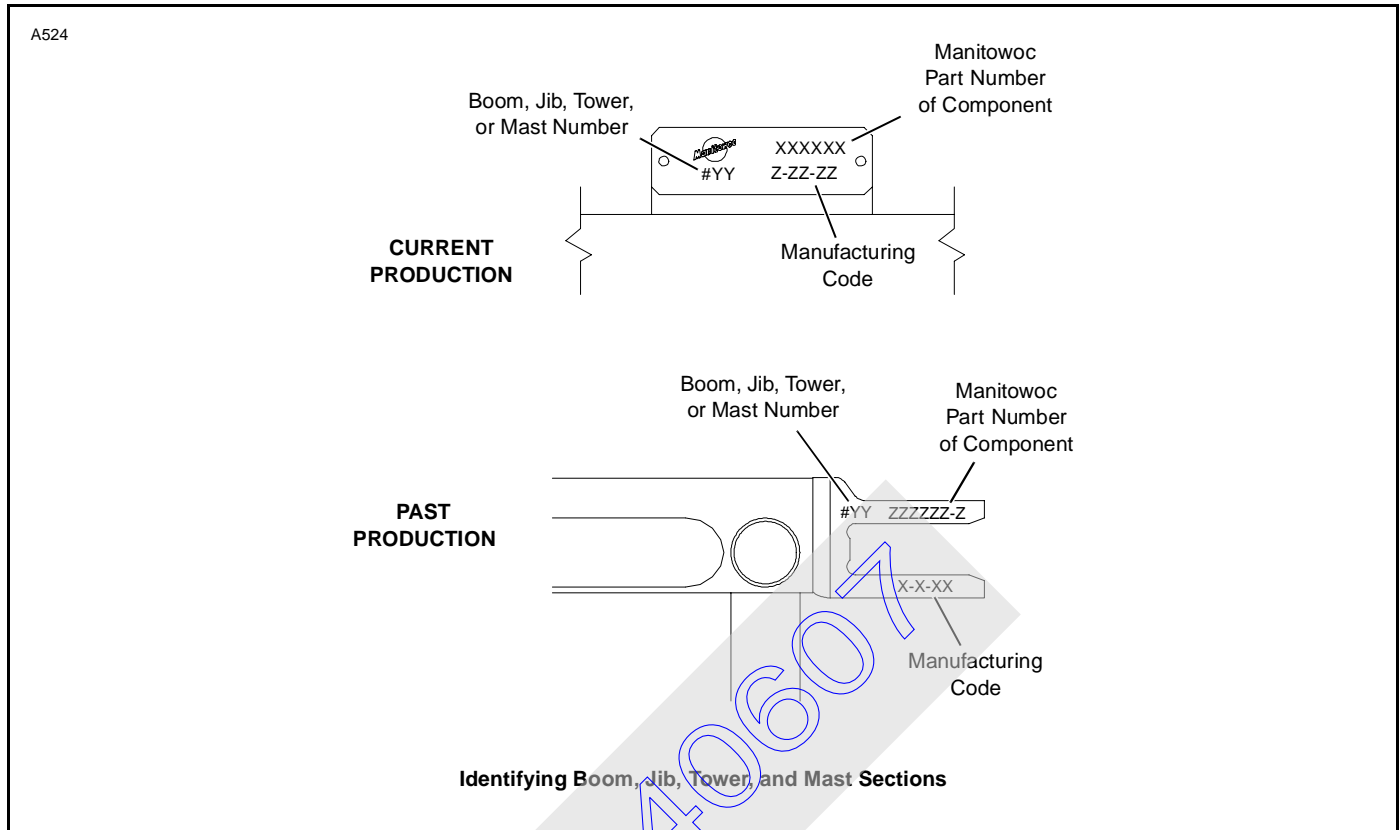 A524
Manitowoc
Part Number
of Component
Boom, Jib, Tower,
or Mast Number
Manitowoc
XXXXXX
#YY
Z-ZZ-ZZ
CURRENT
PRODUCTION
Manufacturing
Code
Boom, Jib, Tower,
or Mast Number
Manitowoc
Part Number
of Component
PAST
PRODUCTION
#YY
ZZZZZZ-Z
X-X-XX
Manufacturing
Code
40607
Identifying Boom, Jib, Tower, and Mast Sections